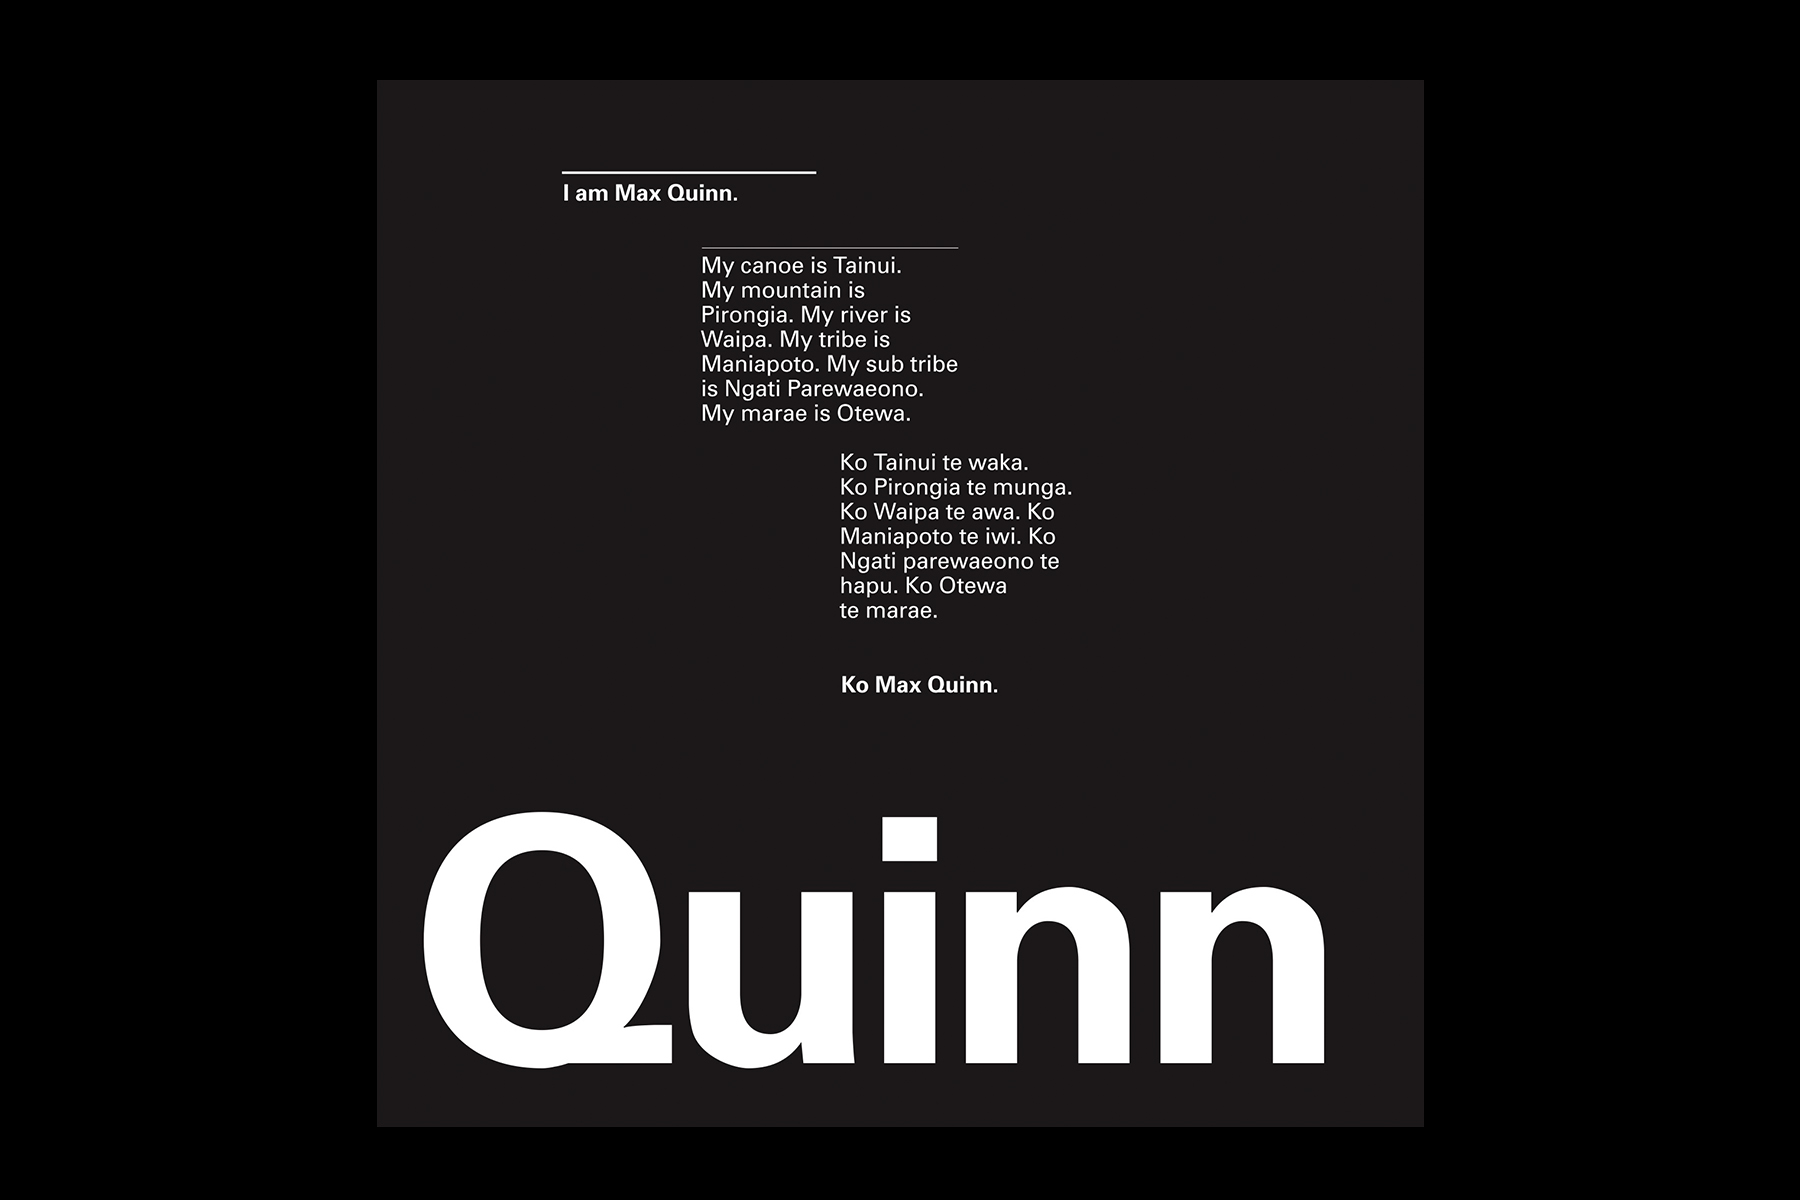 I am Max Quinn.
My canoe is Tainui.
My mountain is
Pirongia. My river is
Waipa. My tribe is
Maniapoto. My sub tribe
is Ngati Parewaeono.
My marae is Otewa.
Ko Tainui te waka.
Ko Pirongia te munga.
Ko Waipa te awa. Ko
Maniapoto te iwi. Ko
Ngati parewaeono te
hapu. Ko Otewa
te marae.
Ko Max Quinn.
Quinn